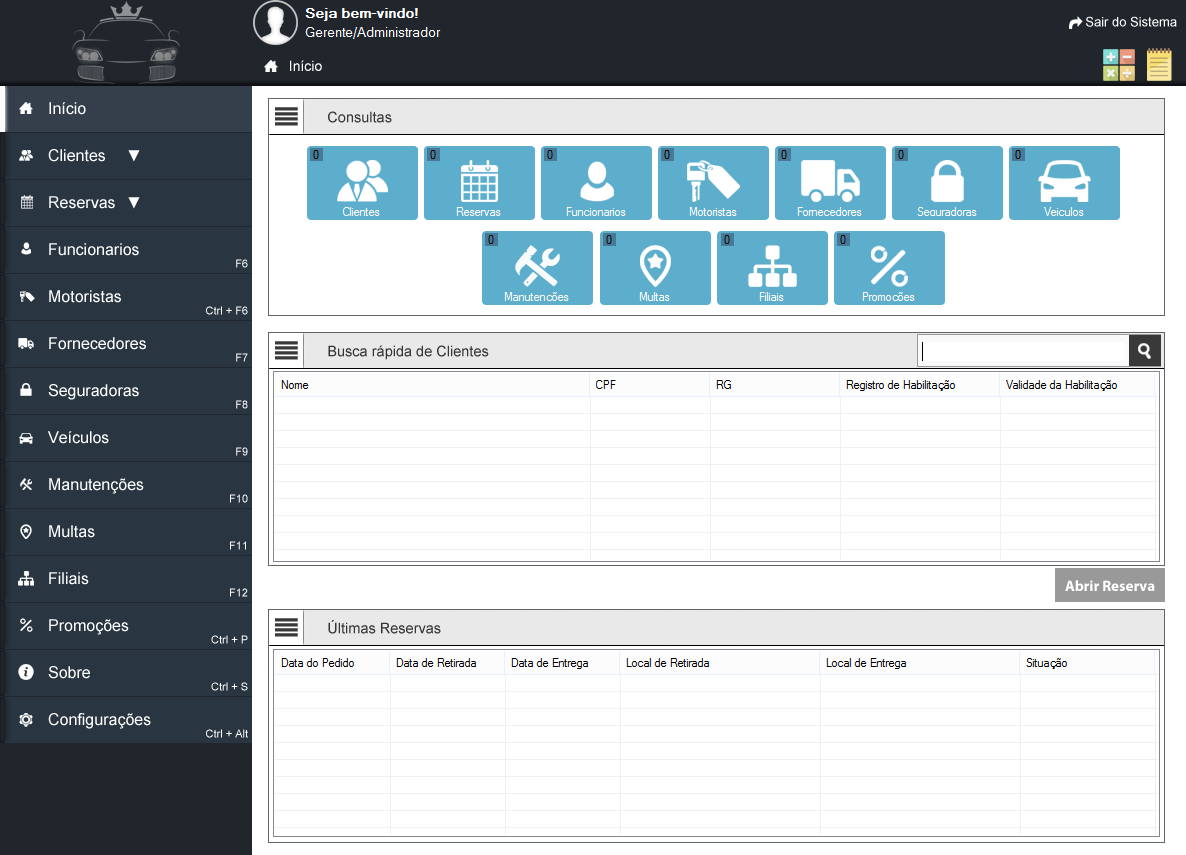 Seja bem-vindo!
Gerente/Administrador
Sair do Sistema
Início
Início
Clientes ▼
Reservas ▼
Funcionarios
F6
Motoristas
Ctrl + F6
Fornecedores
F7
Seguradoras
F8
Veículos
F9
Manutenções
F10
Multas
F11
Filiais
F12
Promoções
Ctrl + P
Sobre
Ctrl + S
Configurações
Ctrl + Alt
Consultas
0 0 0 0 0 0 0
Clientes Reservas Funcionarios Motoristas Fornecedores Seguradoras Veiculos
0 0 0 0
Manutenções Multas Filiais Promoções
Busca rápida de Clientes
Nome CPF RG Registro de Habilitação Validade da Habilitação
Abrir Reserva
Últimas Reservas
Data do Pedido Data de Retirada Data de Entrega Local de Retirada Local de Entrega Situação